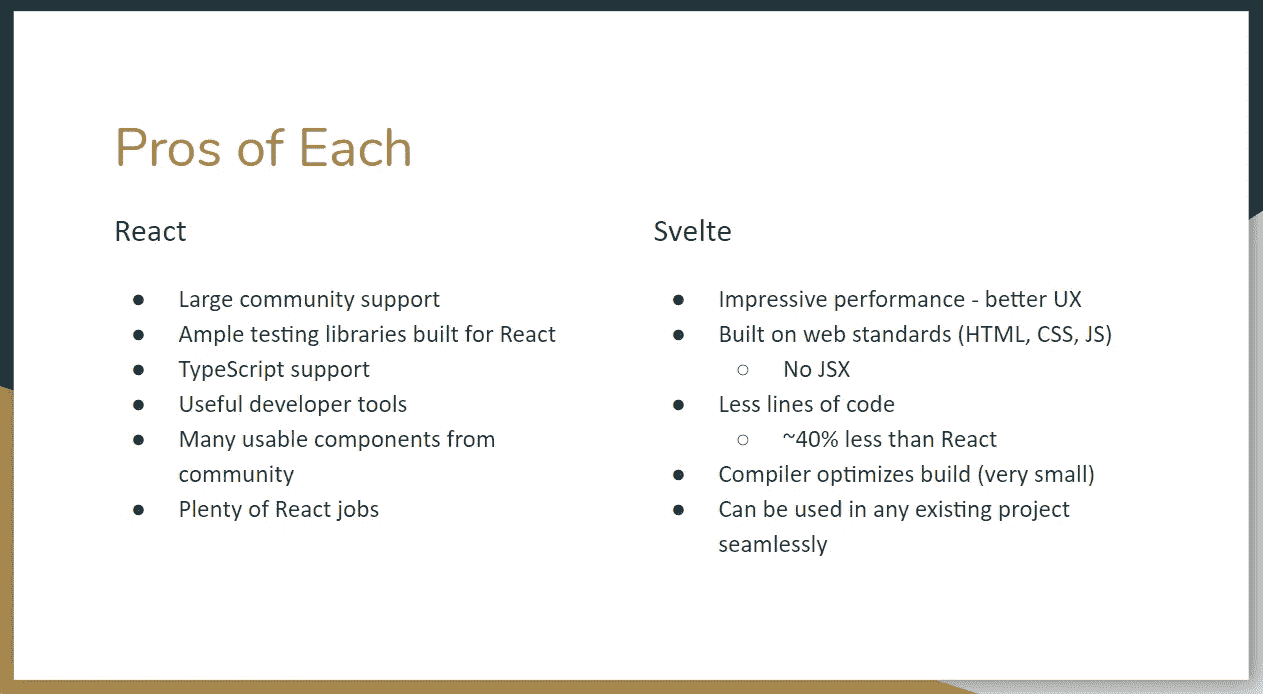 Pros of Each
React
● Large community support
● Ample testing libraries built for React
● TypeScript support
● Useful developer tools
● Many usable components from
community
● Plenty of React jobs
Svelte
● Impressive performance - better UX
● Built on web standards (HTML, CSS, JS)
○ No JSX
● Less lines of code
○ ~40% less than React
● Compiler optimizes build (very small)
● Can be used in any existing project
seamlessly